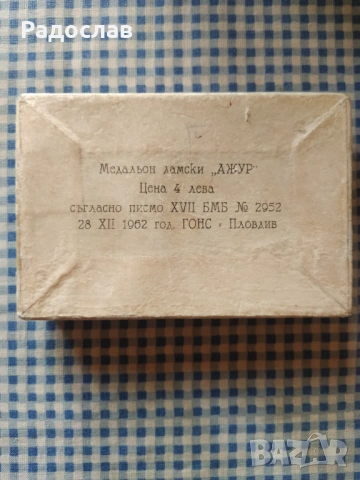 Радослав
Медальон дамски „АЖУР"
Цена 4 лева
съгласно писмо XVII БМБ № 2952
28 XII 1962 год. ГОНС - Пловдив
BAZAR